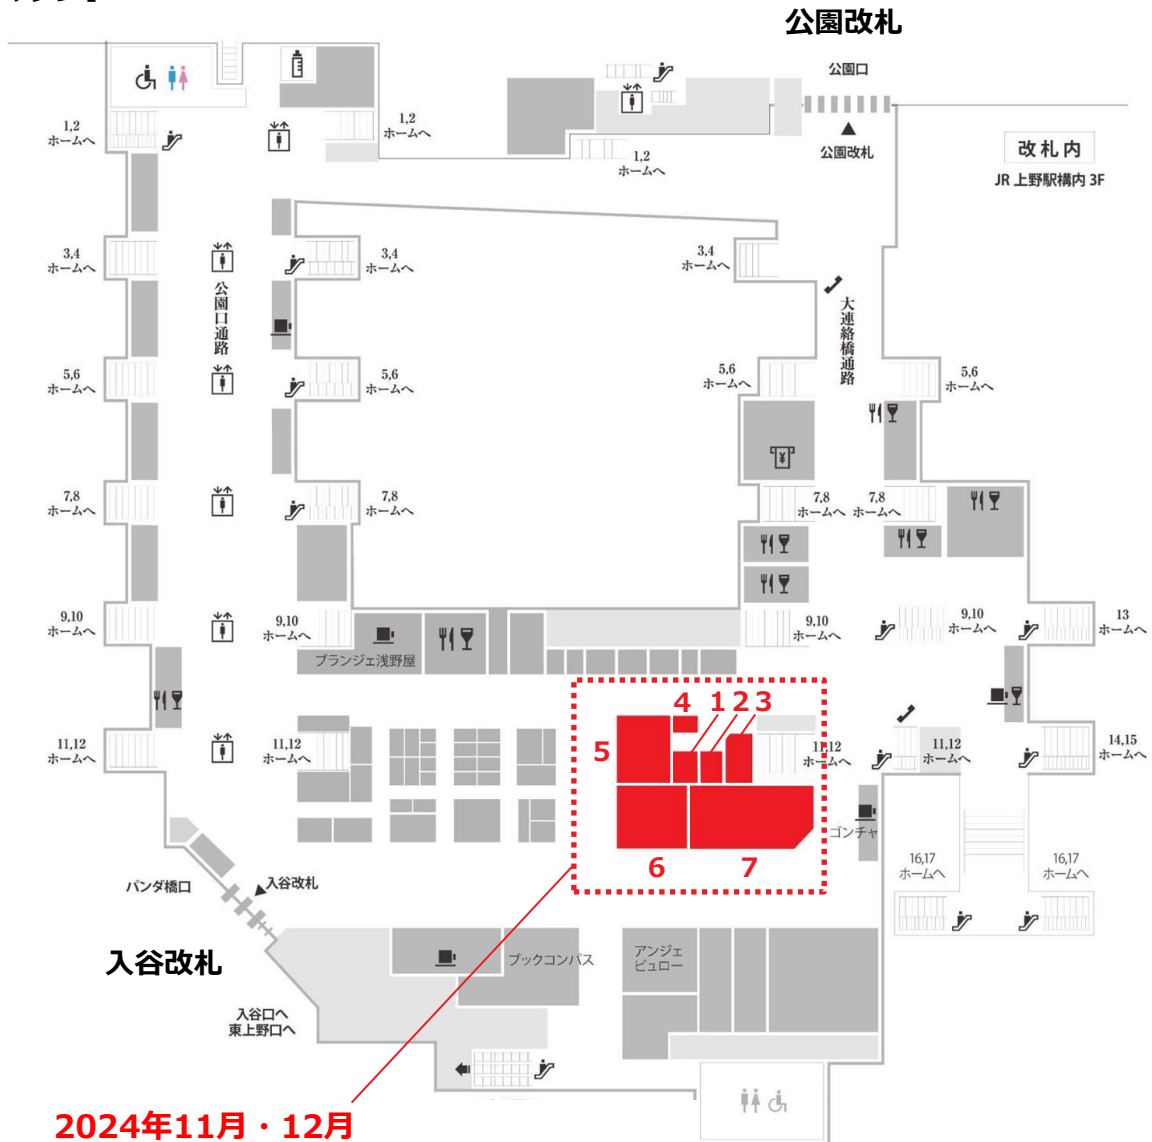 公園改札
公園口
公園改札
改札内
JR 上野駅構内 3F
1,2
ホームへ
1,2
ホームへ
1,2
ホームへ
3,4
ホームへ
3,4
ホームへ
3,4
ホームへ
公園口通路
大連絡橋通路
5,6
ホームへ
5,6
ホームへ
5,6
ホームへ
5,6
ホームへ
7,8
ホームへ
7,8
ホームへ
7,8
ホームへ
7,8
ホームへ
9,10
ホームへ
9,10
ホームへ
9,10
ホームへ
9,10
ホームへ
13
ホームへ
ブランジェ浅野屋
4 1 2 3
5
6 7
11,12
ホームへ
11,12
ホームへ
11,12
ホームへ
11,12
ホームへ
14,15
ホームへ
ゴンチャ
16,17
ホームへ
16,17
ホームへ
パンダ橋口
入谷改札
入谷改札
ブックコンパス
アンジェ
ビュロー
入谷口へ
東上野口へ
2024年11月・12月